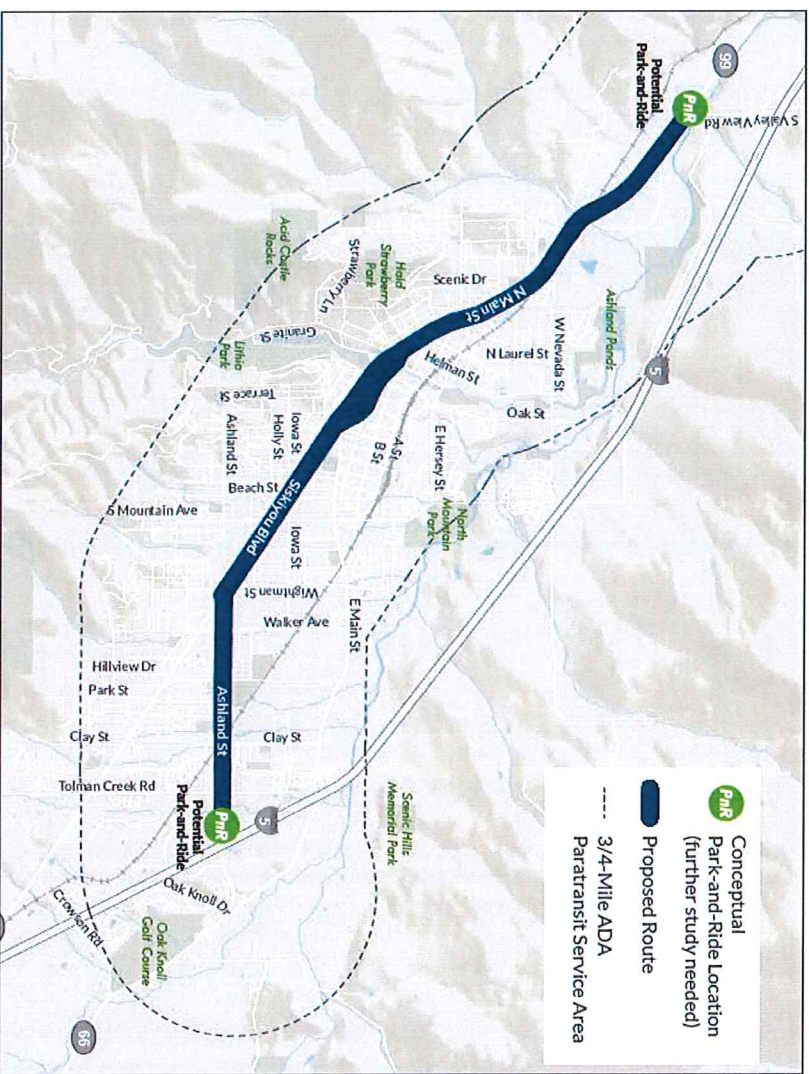 99
Potential
Park-and-Ride
PnR
S Valley View Rd
Acid Castle
Rocks
Strawberry Ln
Hald
Strawberry
Park
Scenic Dr
N Main St
Ashland Ponds
W Nevada St
N Laurel St
Helman St
Oak St
5
Granite St
Lithia
Park
Terrace St
Ashland St
Holly St
Iowa St
Beach St
A St
B St
E Hersey St
North
Mountain
Park
S Mountain Ave
Siskiyou Blvd
Iowa St
Wightman St
Walker Ave
E Main St
Hillview Dr
Park St
Ashland St
Clay St
Clay St
Tolman Creek Rd
Potential
Park-and-Ride
PnR
5
Scenic Hills
Memorial Park
Oak Knoll Dr
Crowson Rd
Oak Knoll
Golf Course
66
PnR
Conceptual
Park-and-Ride Location
(further study needed)
Proposed Route
3/4-Mile ADA
Paratransit Service Area